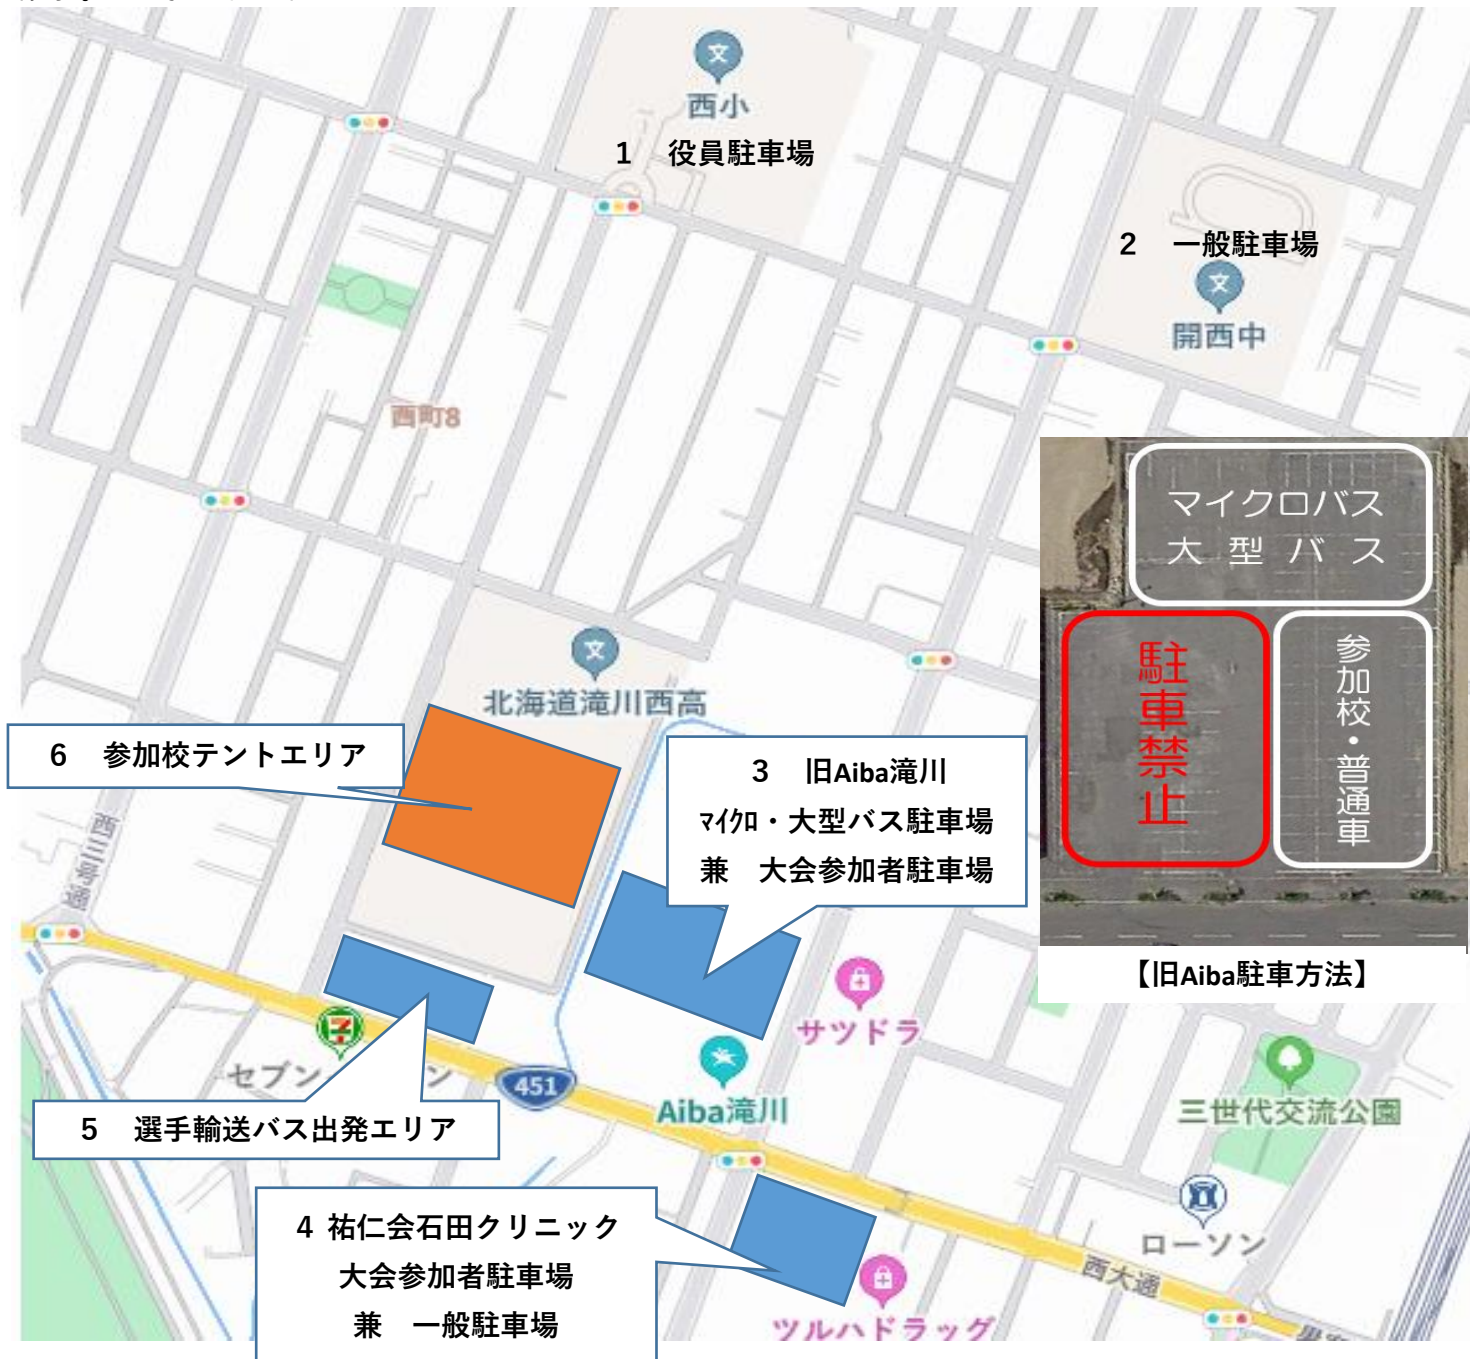 西小
1 役員駐車場
2 一般駐車場
開西中
西町8
マイクロバス
大型バス
駐車禁止
参加校・普通車
【旧Aiba駐車方法】
北海道滝川西高
6 参加校テントエリア
3 旧Aiba滝川
ﾏｲｸﾛ・大型バス駐車場
兼 大会参加者駐車場
西三号通
サツドラ
セブン
ン
451
Aiba滝川
三世代交流公園
5 選手輸送バス出発エリア
4 祐仁会石田クリニック
大会参加者駐車場
兼 一般駐車場
ローソン
西大通
ツルハドラッグ